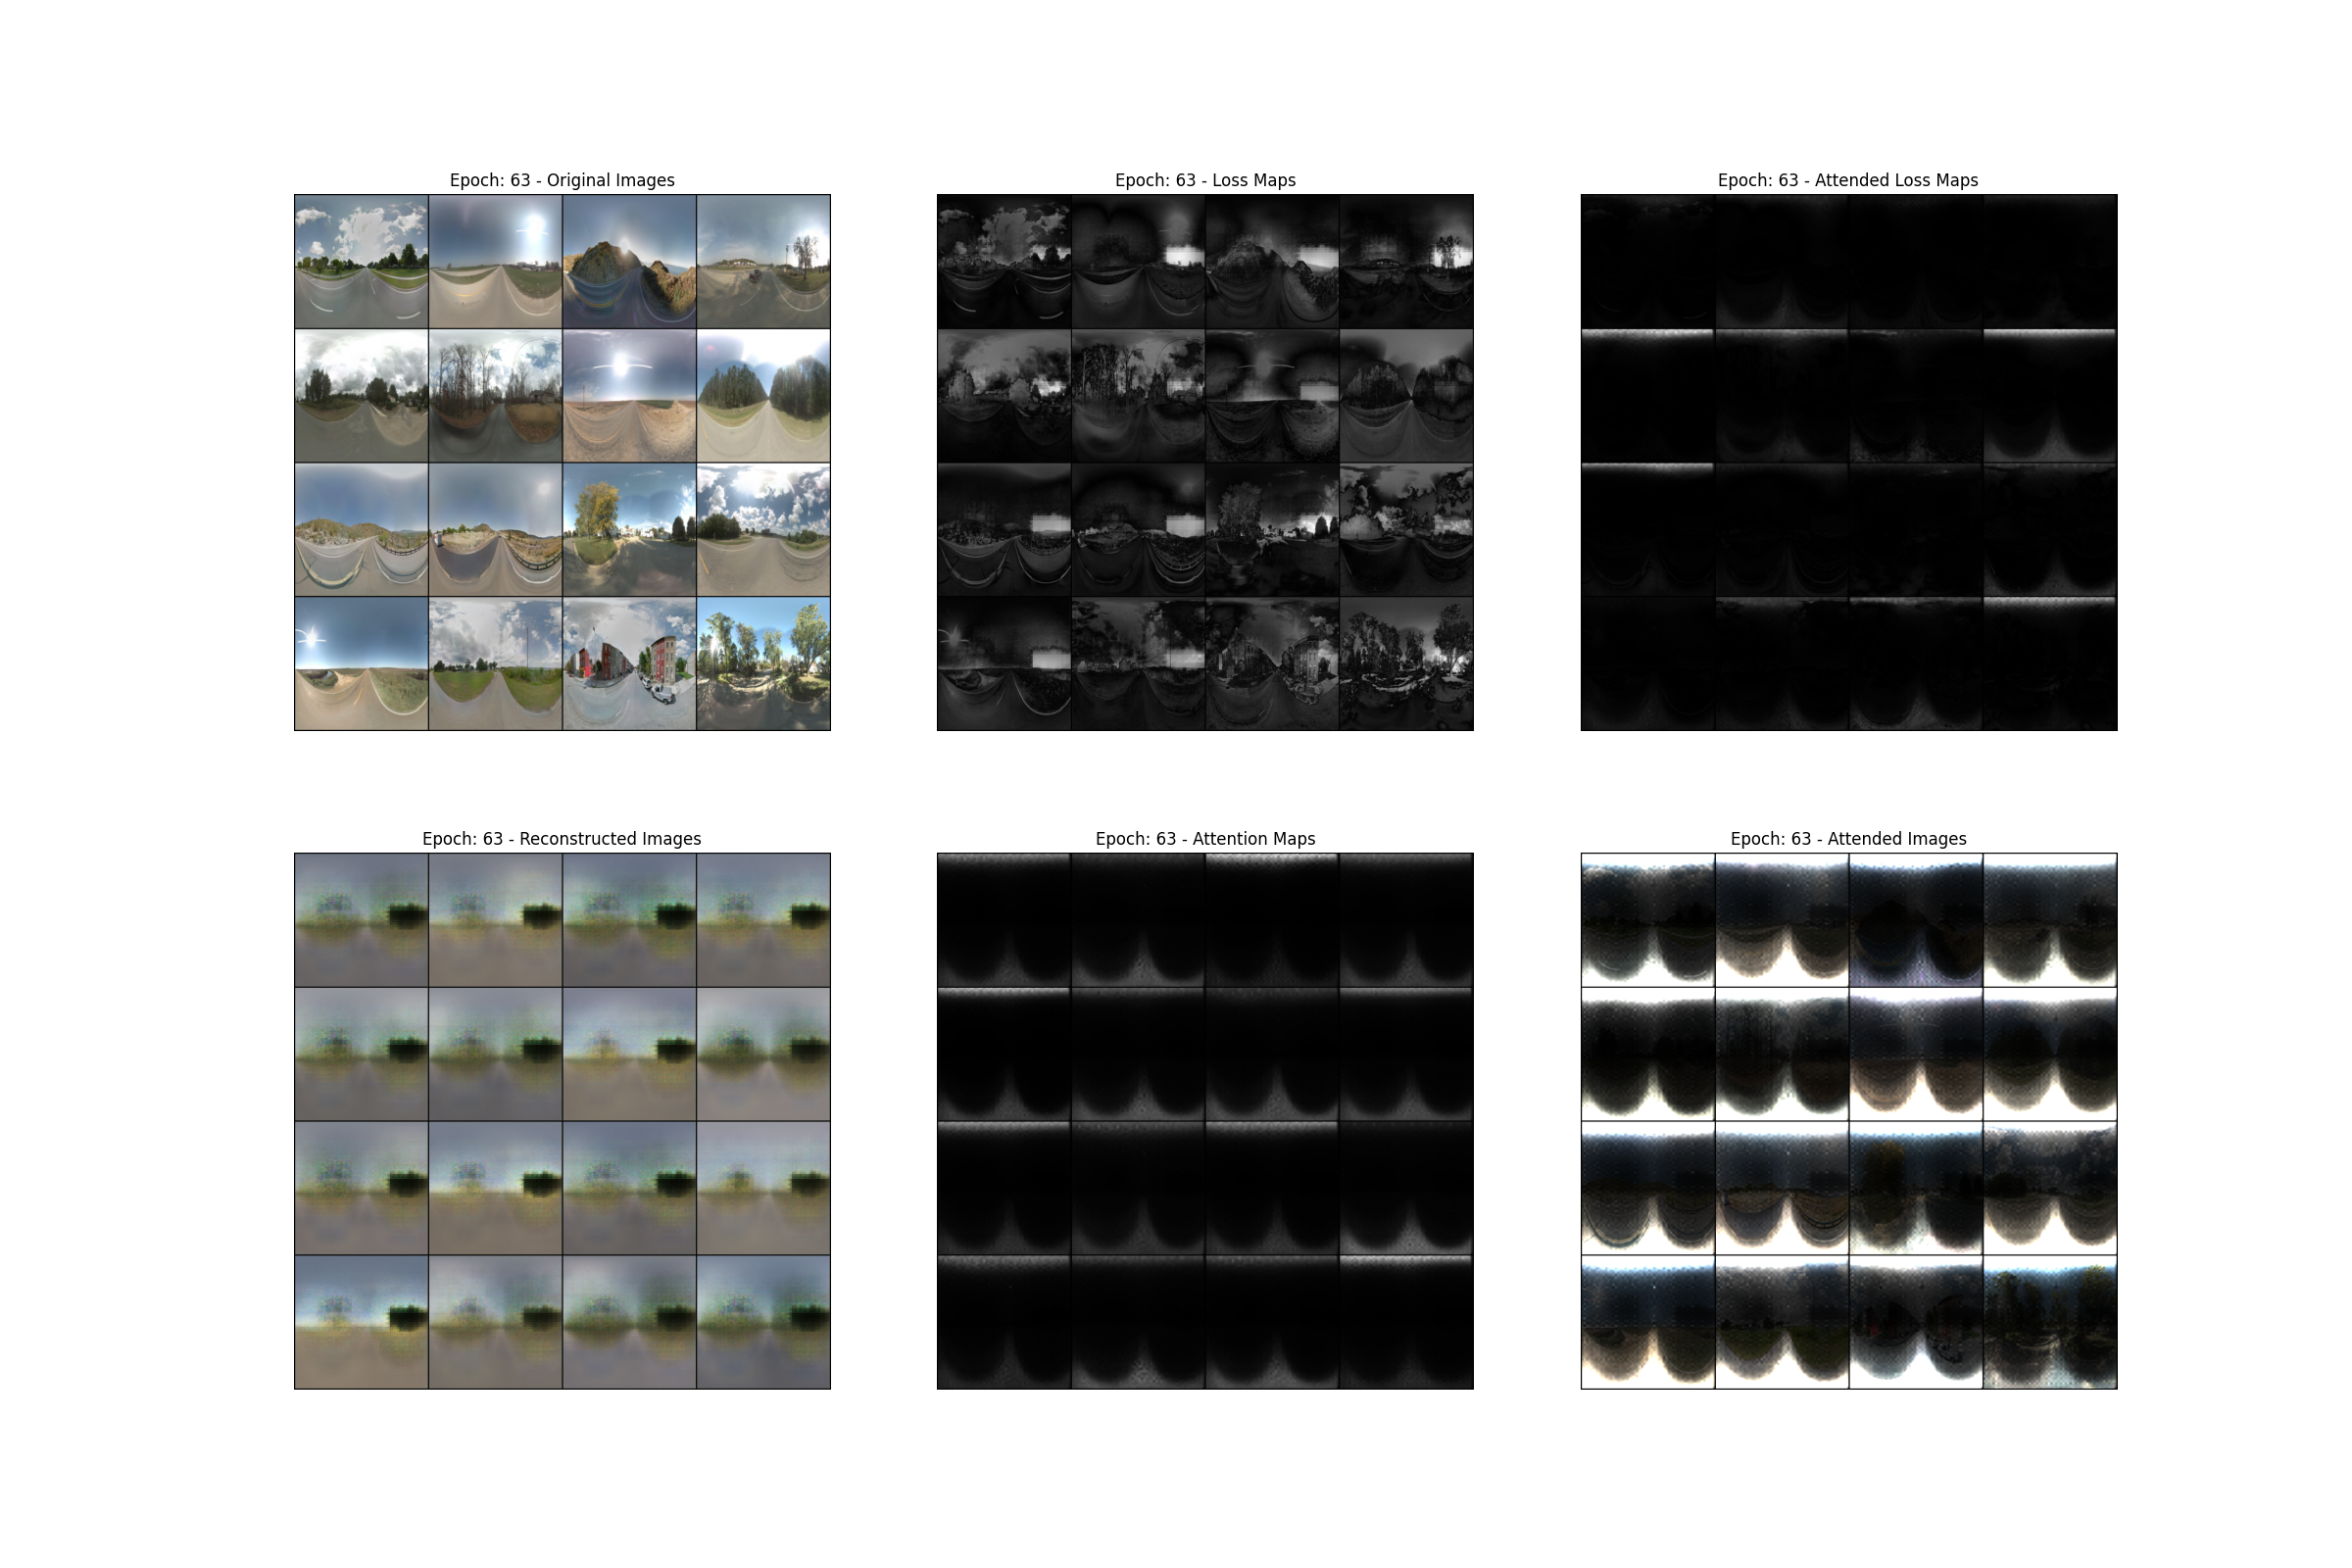 Epoch: 63 - Original Images
Epoch: 63 - Loss Maps
Epoch: 63 - Attended Loss Maps
Epoch: 63 - Reconstructed Images
Epoch: 63 - Attention Maps
Epoch: 63 - Attended Images